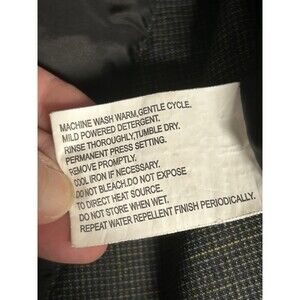 MACHINE WASH WARM,GENTLE CYCLE.
MILD POWERED DETERGENT.
RINSE THOROUGHLY,TUMBLE DRY.
PERMANENT PRESS SETTING.
REMOVE PROMPTLY.
COOL IRON IF NECESSARY.
DO NOT BLEACH.DO NOT EXPOSE
TO DIRECT HEAT SOURCE.
DO NOT STORE WHEN WET.
REPEAT WATER REPELLENT FINISH PERIODICALLY.